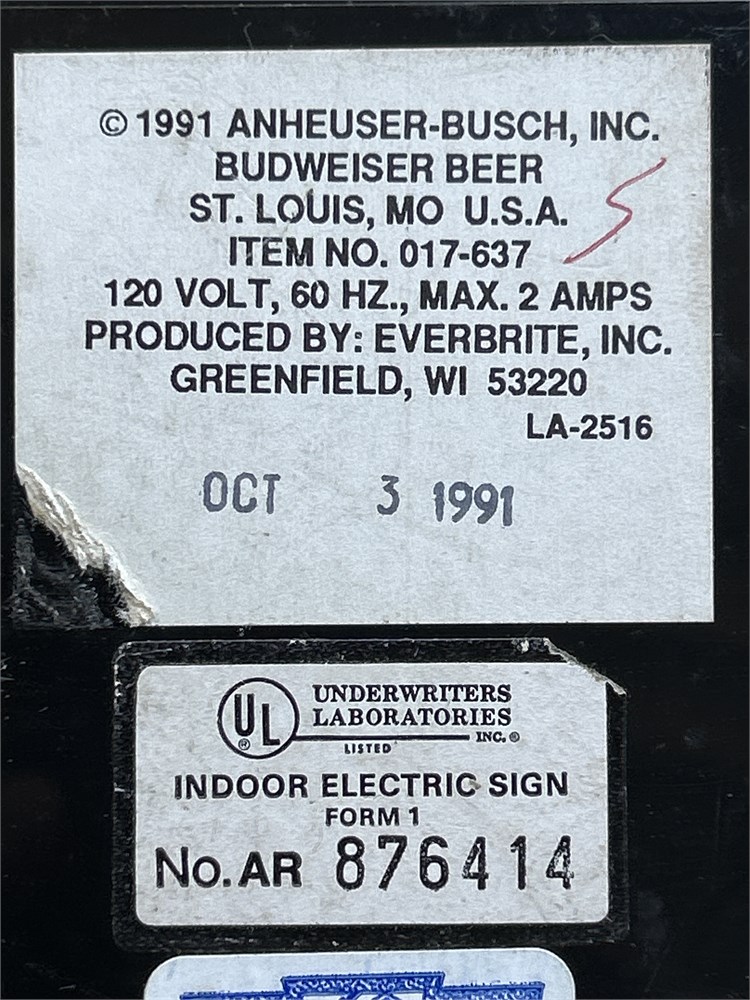 © 1991 ANHEUSER-BUSCH, INC.
BUDWEISER BEER
ST. LOUIS, MO U.S.A.
ITEM NO. 017-637
5
120 VOLT, 60 HZ., MAX. 2 AMPS
PRODUCED BY: EVERBRITE, INC.
GREENFIELD, WI 53220
LA-2516
OCT 3 1991
UL ®
UNDERWRITERS
LABORATORIES
INC. ®
LISTED
INDOOR ELECTRIC SIGN
FORM 1
No. AR 876414